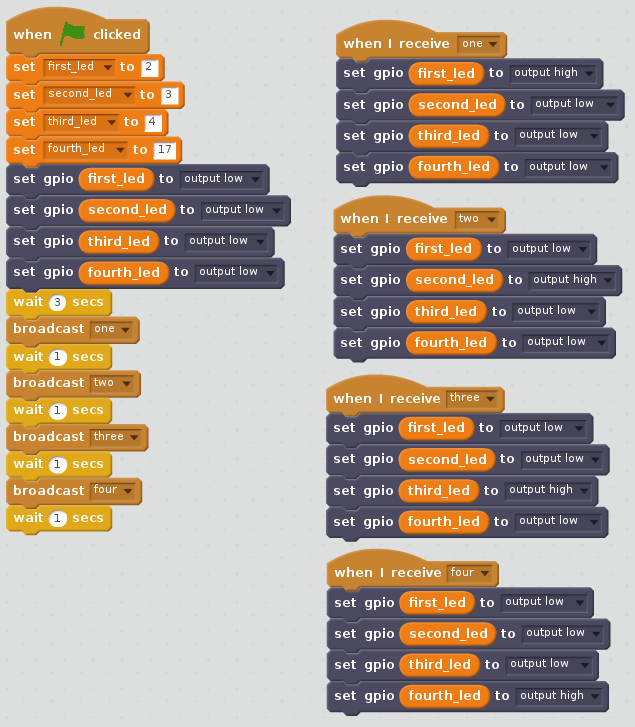 when clicked
set first_led to 2
set second_led to 3
set third_led to 4
set fourth_led to 17
set gpio first_led to output low
set gpio second_led to output low
set gpio third_led to output low
set gpio fourth_led to output low
wait 3 secs
broadcast one
wait 1 secs
broadcast two
wait 1 secs
broadcast three
wait 1 secs
broadcast four
wait 1 secs
when I receive one
set gpio first_led to output high
set gpio second_led to output low
set gpio third_led to output low
set gpio fourth_led to output low
when I receive two
set gpio first_led to output low
set gpio second_led to output high
set gpio third_led to output low
set gpio fourth_led to output low
when I receive three
set gpio first_led to output low
set gpio second_led to output low
set gpio third_led to output high
set gpio fourth_led to output low
when I receive four
set gpio first_led to output low
set gpio second_led to output low
set gpio third_led to output low
set gpio fourth_led to output high